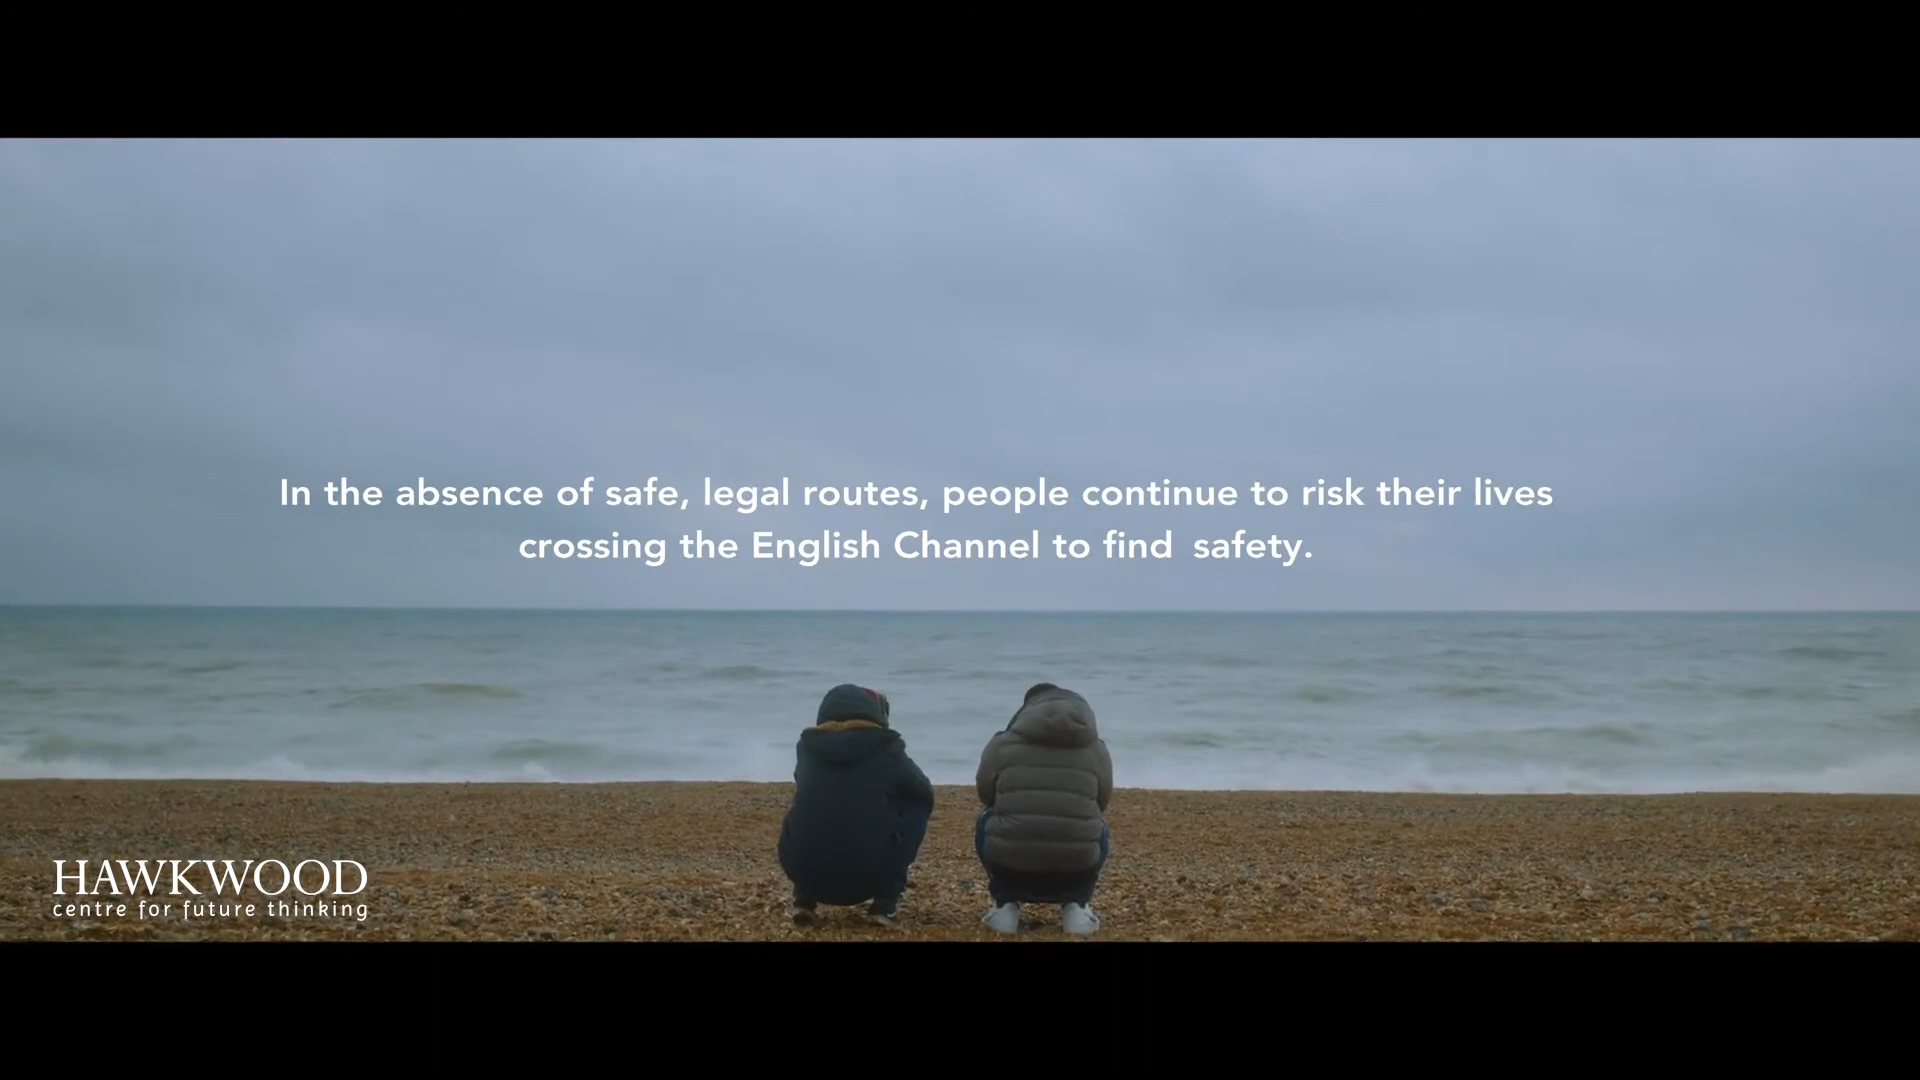 In the absence of safe, legal routes, people continue to risk their lives
crossing the English Channel to find safety.
HAWKWOOD
centre for future thinking